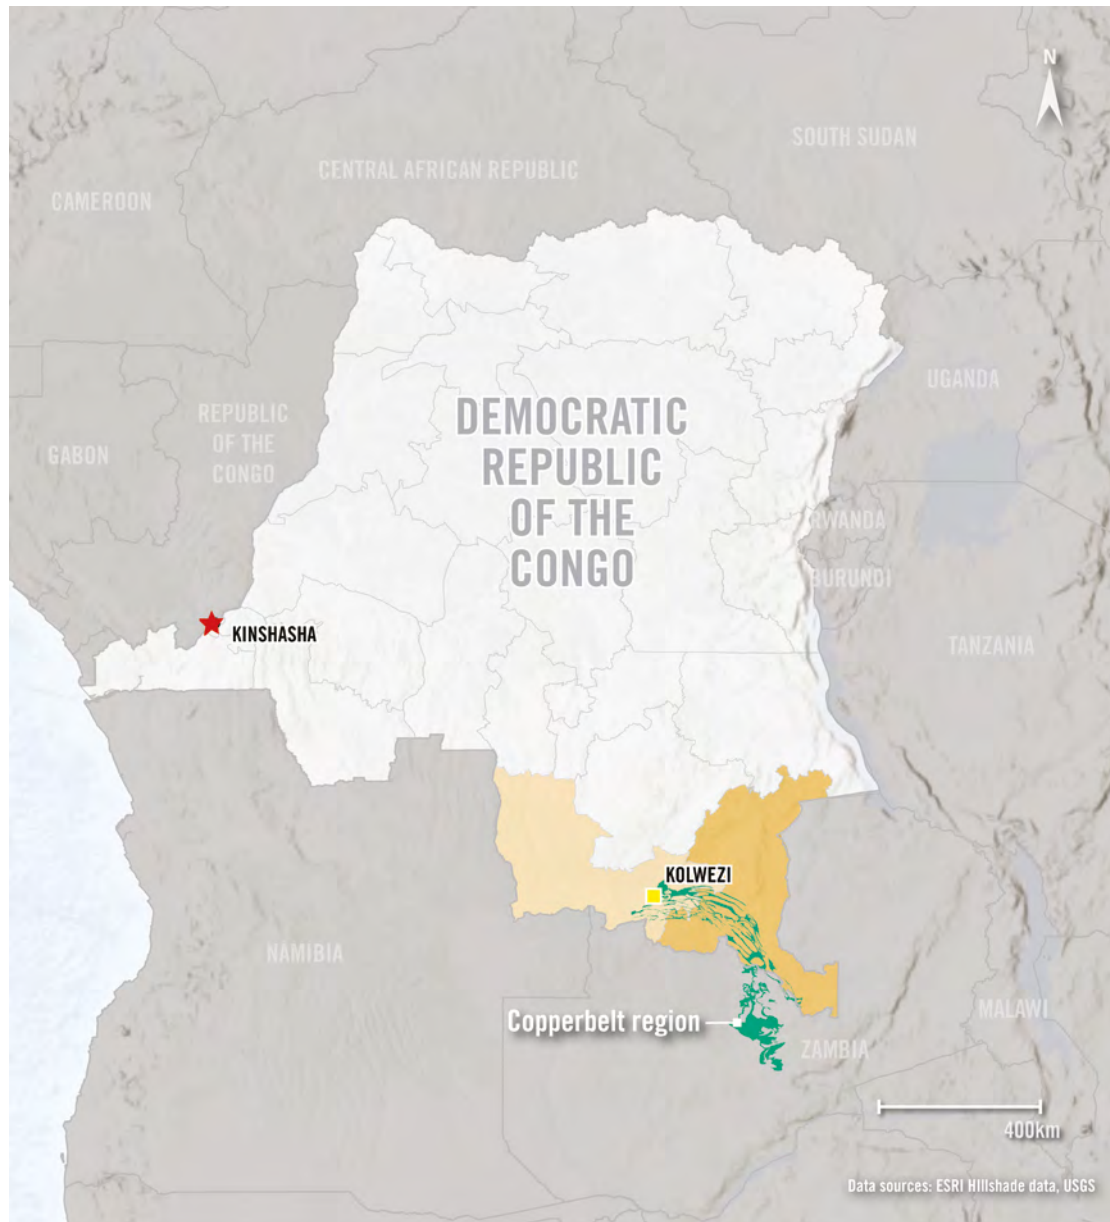 N
SOUTH SUDAN
CENTRAL AFRICAN REPUBLIC
CAMEROON
UGANDA
DEMOCRATIC
REPUBLIC
OF THE
CONGO
REPUBLIC
OF THE
CONGO
GABON
RWANDA
BURUNDI
KINSHASHA
TANZANIA
KOLWEZI
NAMIBIA
MALAWI
Copperbelt region
ZAMBIA
400km
Data sources: ESRI HIllshade data, USGS